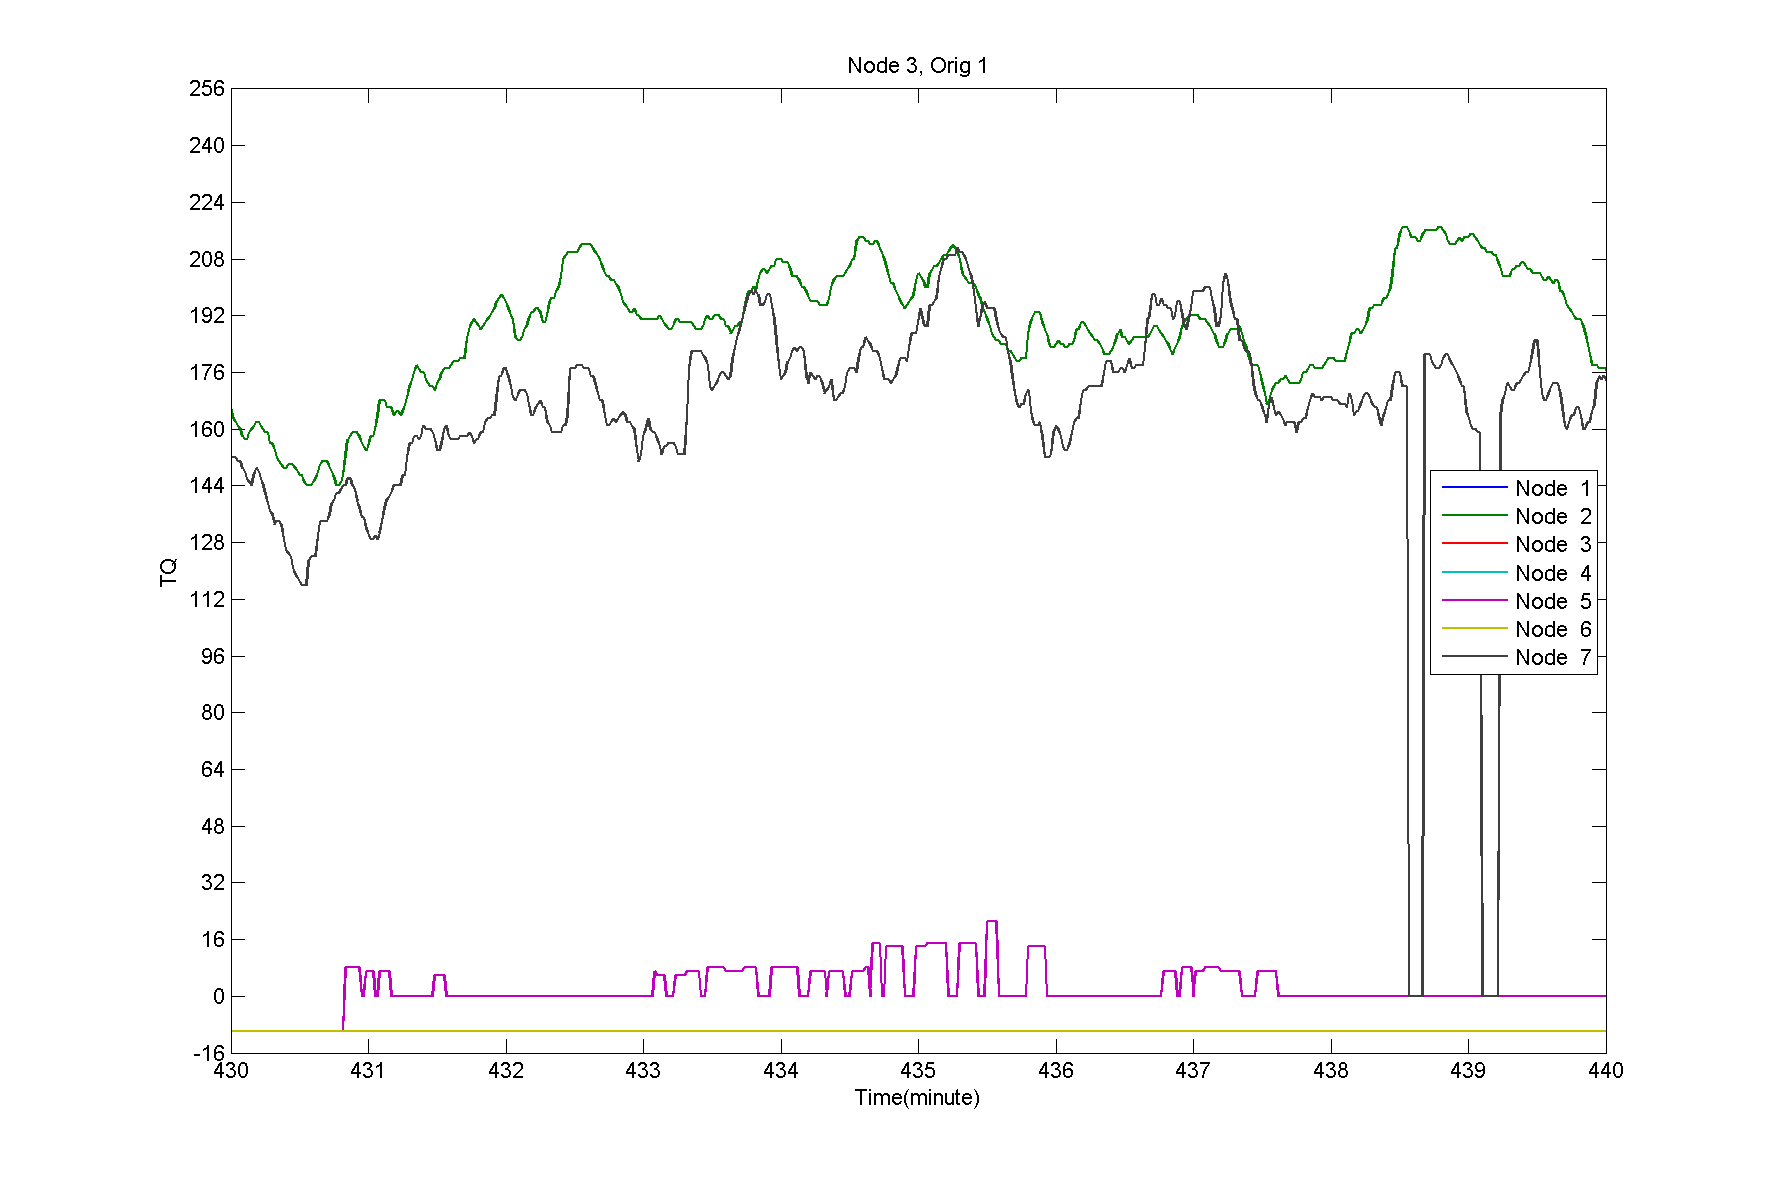 Node 3, Orig 1
256
240
224
208
192
176
160
144
128
112
96
80
64
48
32
16
0
-16
TQ
Node 1
Node 2
Node 3
Node 4
Node 5
Node 6
Node 7
430 431 432 433 434 435 436 437 438 439 440
Time(minute)